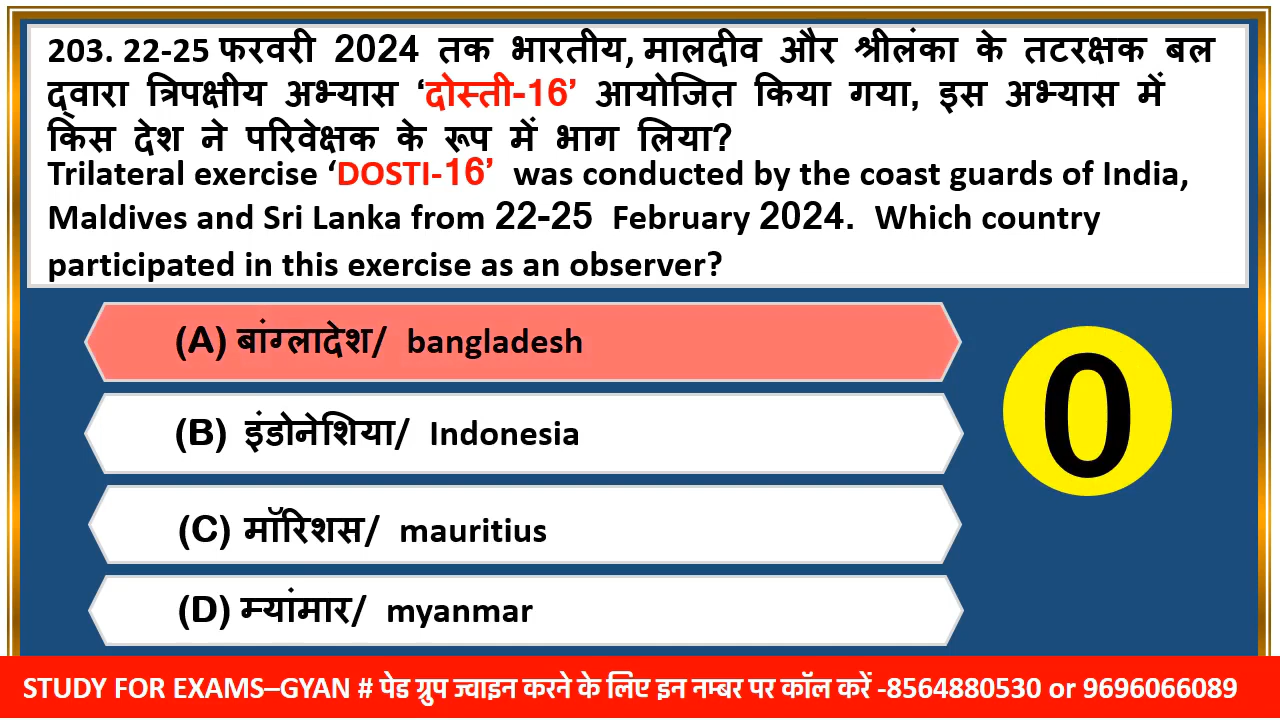 203. 22-25 फरवरी 2024 तक भारतीय, मालदीव और श्रीलंका के तटरक्षक बल
द्वारा त्रिपक्षीय अभ्यास ‘दोस्ती-16’ आयोजित किया गया, इस अभ्यास में
किस देश ने परिवेक्षक के रूप में भाग लिया?
Trilateral exercise ‘DOSTI-16’ was conducted by the coast guards of India,
Maldives and Sri Lanka from 22-25 February 2024. Which country
participated in this exercise as an observer?
(A) बांग्लादेश/ bangladesh
0
(B) इंडोनेशिया/ Indonesia
(C) मॉरिशस/ mauritius
(D) म्यांमार/ myanmar
STUDY FOR EXAMS–GYAN # पेड ग्रुप ज्वाइन करने के लिए इन नम्बर पर कॉल करें -8564880530 or 9696066089